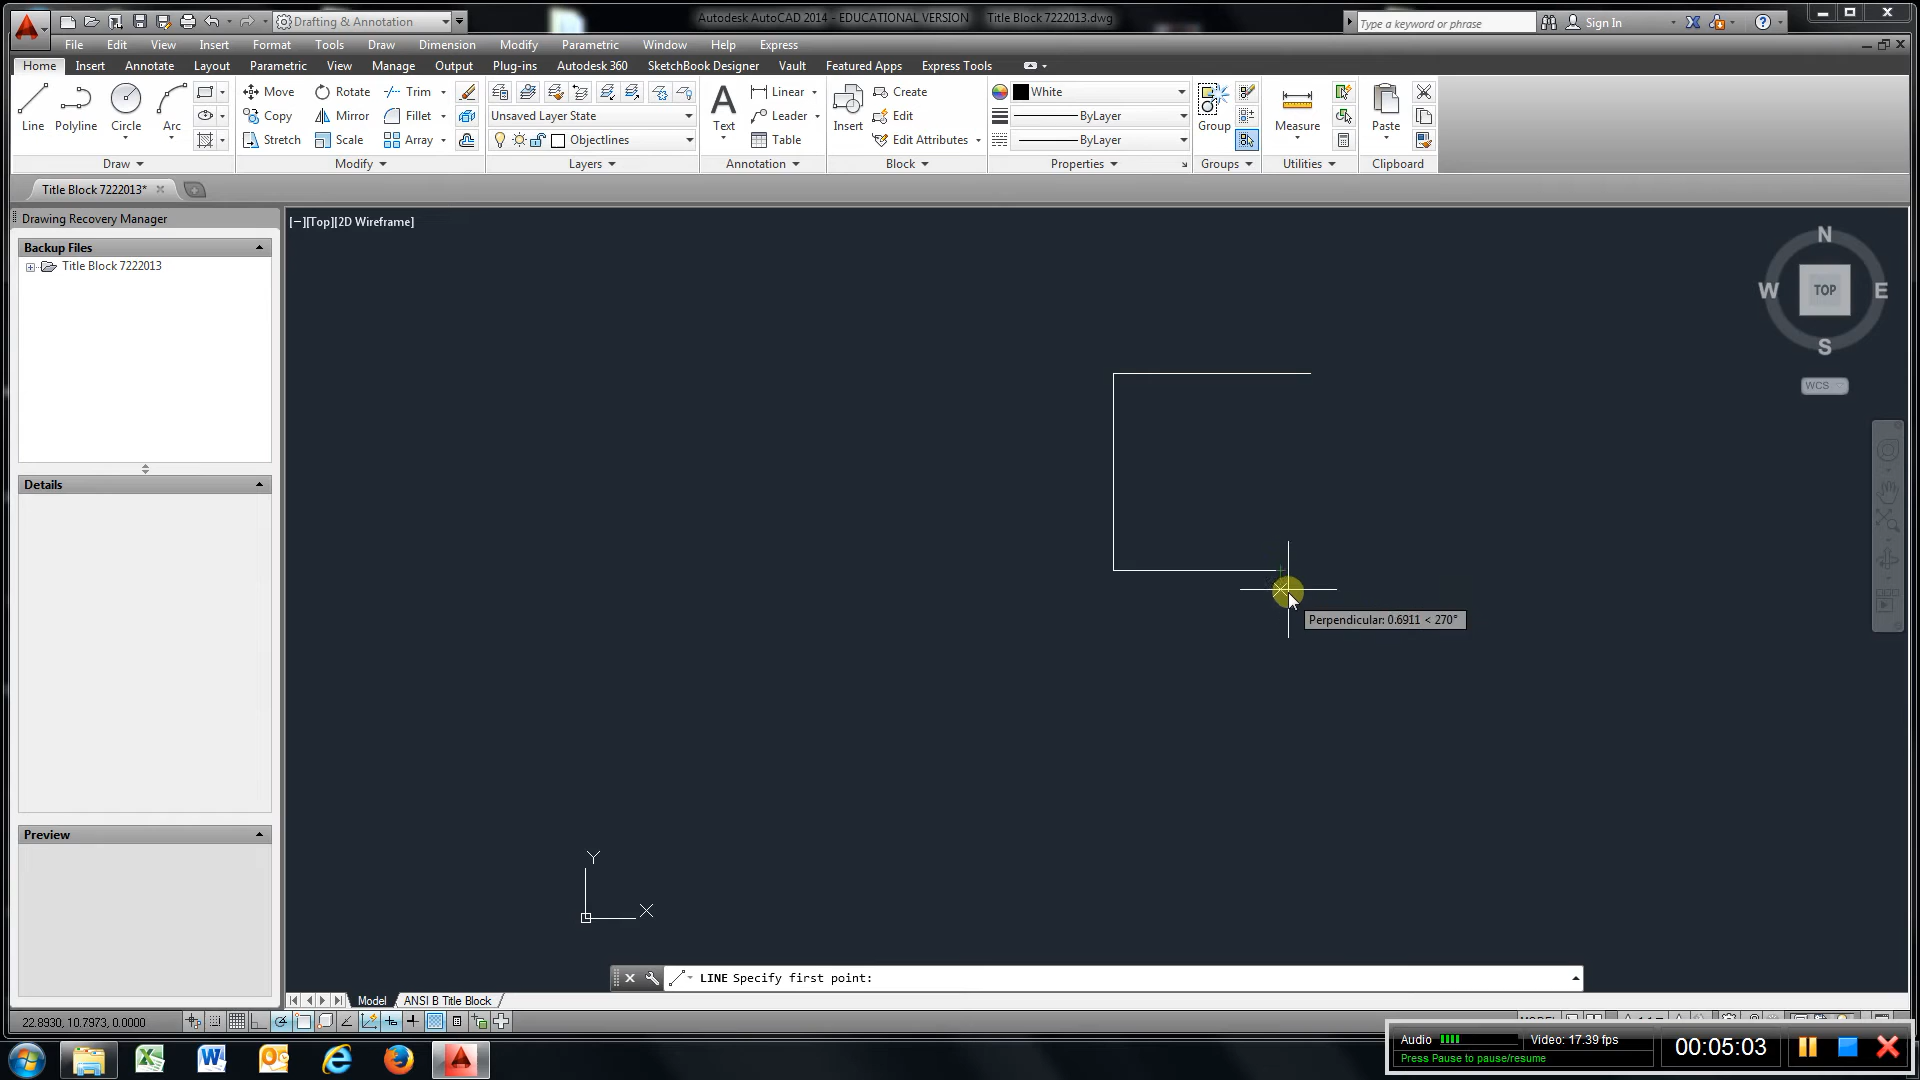 Drafting & Annotation
Autodesk AutoCAD 2014 - EDUCATIONAL VERSION Title Block 7222013.dwg
Type a keyword or phrase
Sign In
File Edit View Insert Format Tools Draw Dimension Modify Parametric Window Help Express
Home Insert Annotate Layout Parametric View Manage Output Plug-ins Autodesk 360 SketchBook Designer Vault Featured Apps Express Tools
Move Rotate Trim
White
Linear
Create
Line Polyline Circle Arc
Copy Mirror Fillet
Unsaved Layer State
Text
Leader
Insert
Edit
ByLayer
Group
Measure
Paste
Stretch Scale Array
Objectlines
Table
Edit Attributes
ByLayer
Draw Modify Layers Annotation Block Properties Groups Utilities Clipboard
Title Block 7222013*
Drawing Recovery Manager
[−][Top][2D Wireframe]
Backup Files
Title Block 7222013
N
W TOP E
S
WCS
Details
Perpendicular: 0.6911 < 270°
Preview
Y
X
LINE Specify first point:
Model ANSI B Title Block
22.8930, 10.7973, 0.0000
Audio Video: 17.39 fps
Press Pause to pause/resume
00:05:03